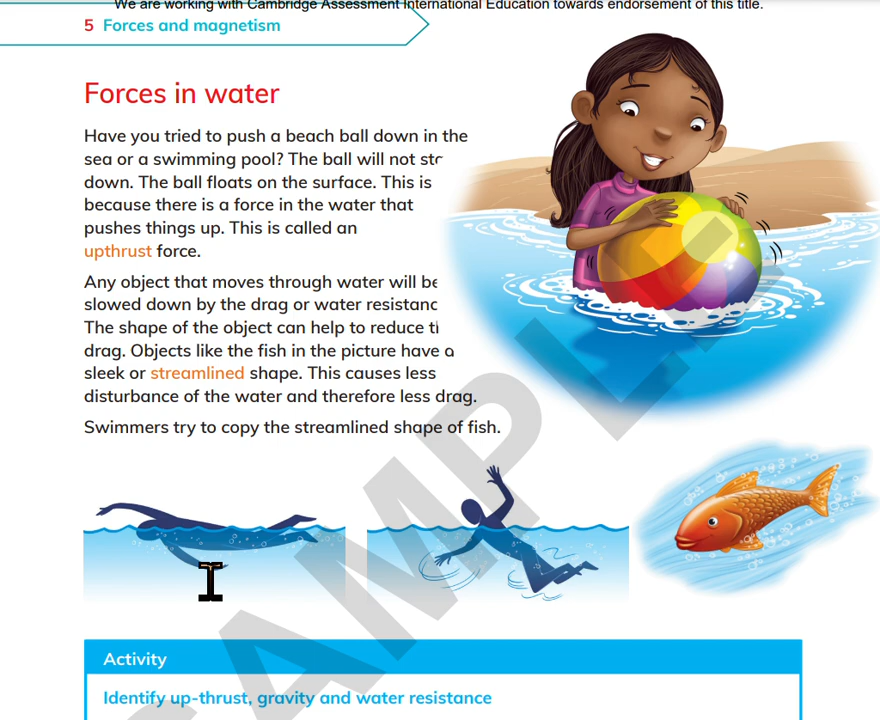 We are working with Cambridge Assessment International Education towards endorsement of this title.
5 Forces and magnetism
Forces in water
Have you tried to push a beach ball down in the
sea or a swimming pool? The ball will not
down. The ball floats on the surface. This is
because there is a force in the water that
pushes things up. This is called an
upthrust force.
Any object that moves through water will be
slowed down by the drag or water
The shape of the object can help to reduce
drag. Objects like the fish in the picture have a
sleek or streamlined shape. This causes less
disturbance of the water and therefore less drag.
Swimmers try to copy the streamlined shape of fish.
SAMPLE
Activity
Identify up-thrust, gravity and water resistance